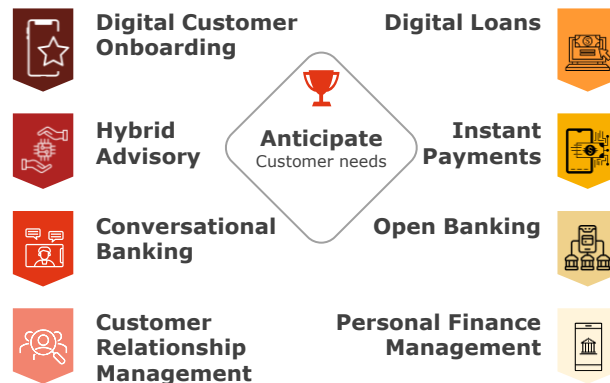 Digital Customer
Onboarding
Hybrid
Advisory
Conversational
Banking
Customer
Relationship
Management
Anticipate
Customer needs
Digital Loans
Instant
Payments
Open Banking
Personal Finance
Management